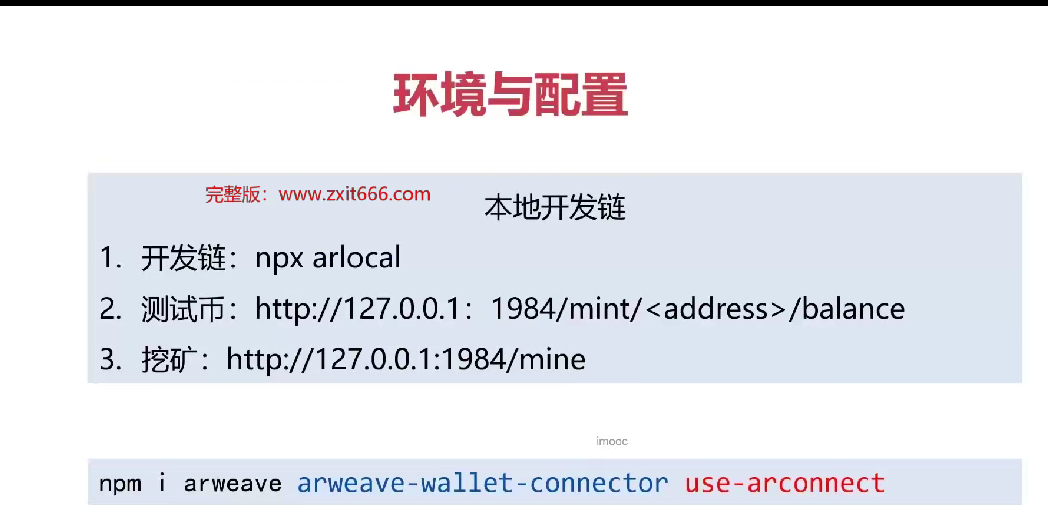 环境与配置
完整版：www.zxit666.com
本地开发链
1. 开发链：npx arlocal
2. 测试币：http://127.0.0.1：1984/mint/<address>/balance
3. 挖矿：http://127.0.0.1:1984/mine
imooc
npm i arweave arweave-wallet-connector use-arconnect